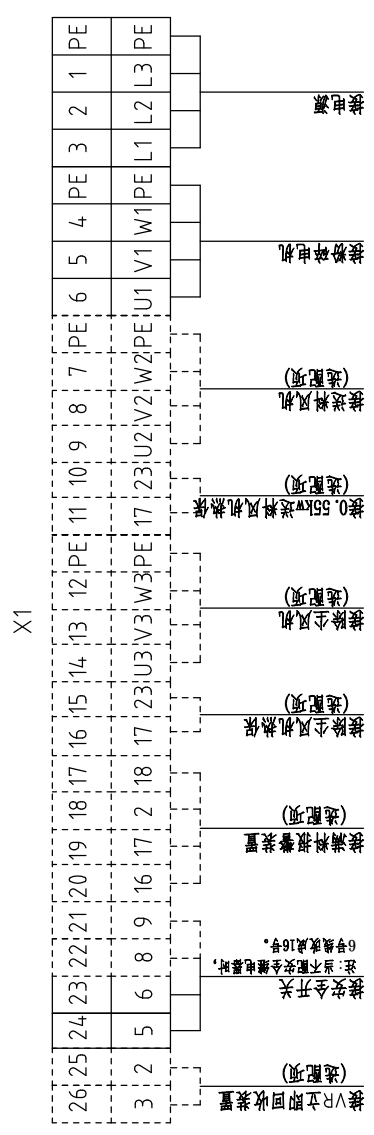 X1
PE PE
1 L3
2 L2
3 L1
接电源
PE PE
4 W1
5 V1
6 U1
接粉碎电机
PE PE
7 W2
8 V2
9 U2
接送料风机
(选配项)
10 23
11 17
接0.55kw送料风机热保
(选配项)
PE PE
12 W3
13 V3
14 U3
接除尘风机
(选配项)
15 23
16 17
接除尘风机热保
(选配项)
17 18
18 2
19 17
20 16
接满料报警装置
(选配项)
21 9
22 8
23 6
24 5
接安全开关
注:当不配安全继电器时,
6号线改成16号。
25 2
26 3
接VR立即回收装置
(选配项)